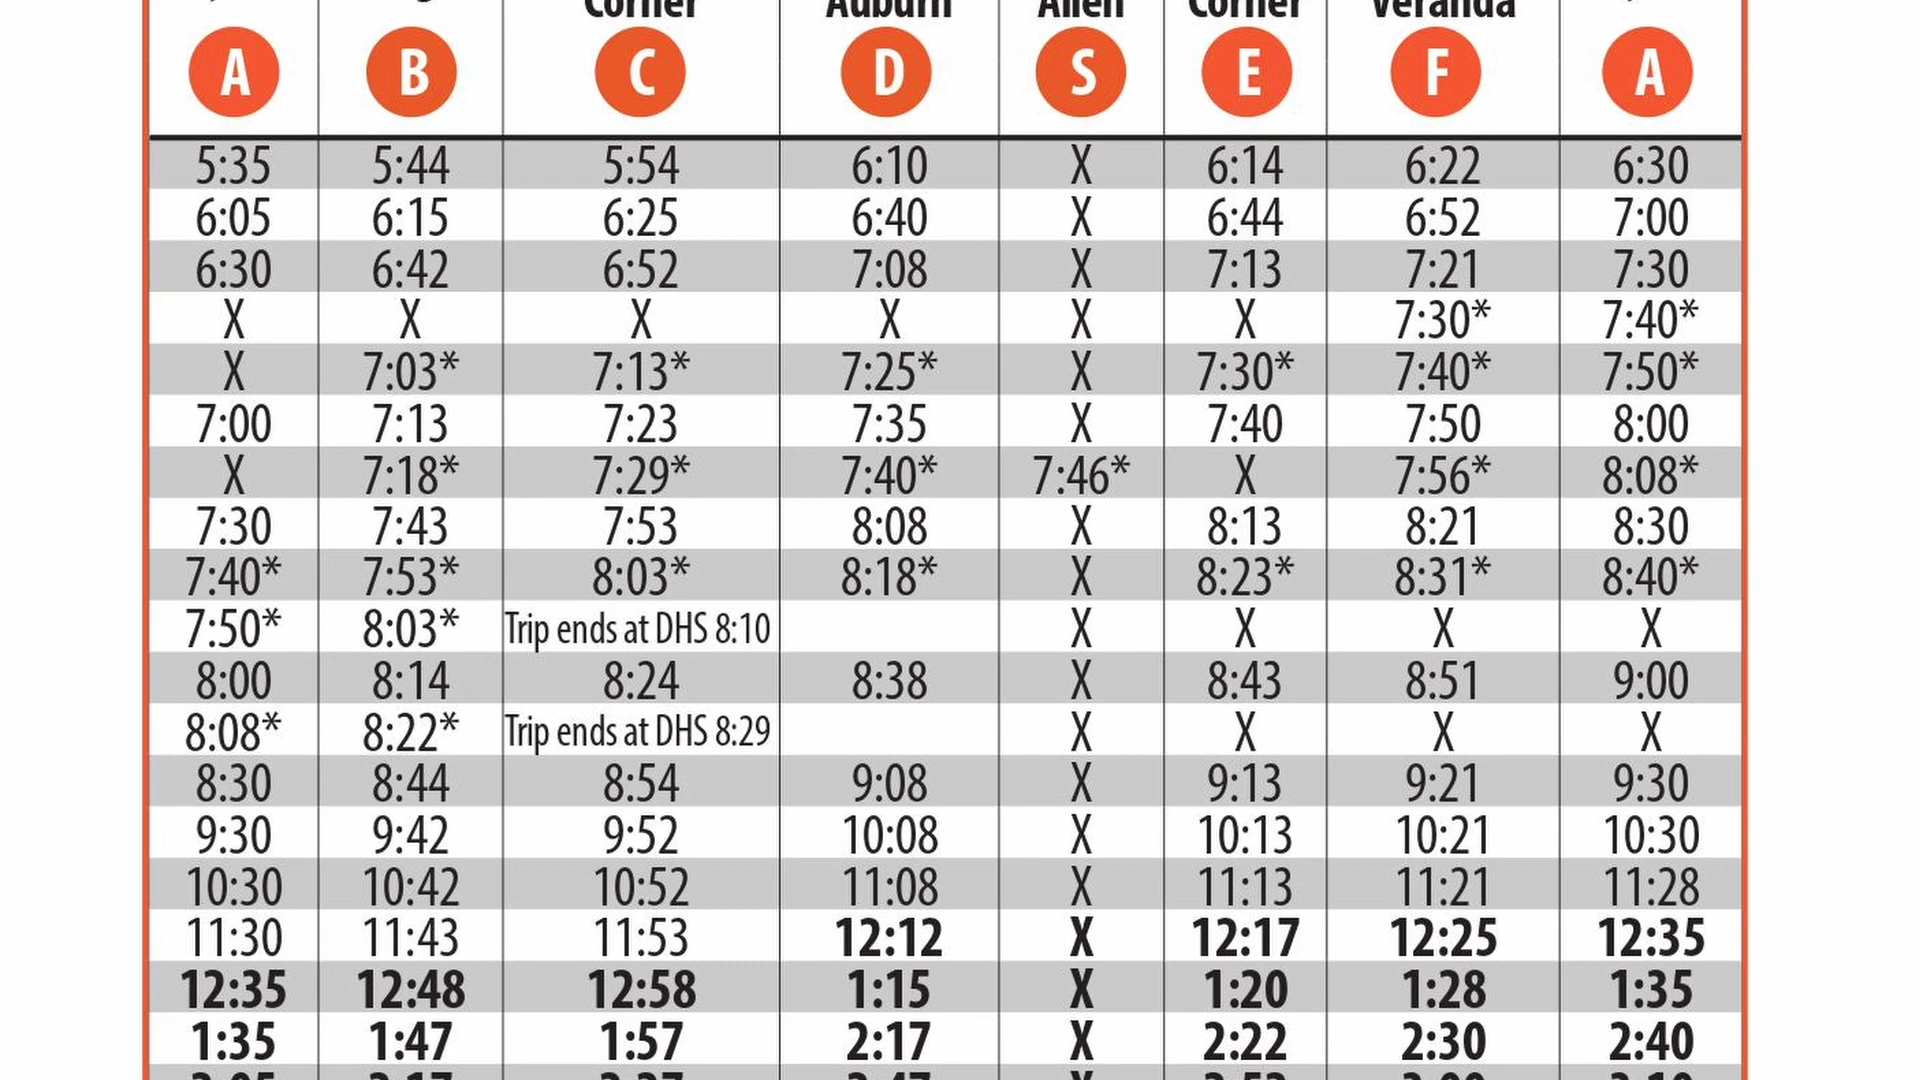 Corner Auburn Allen Corner Veranda
A B C D S E F A
5:35 5:44 5:54 6:10 X 6:14 6:22 6:30
6:05 6:15 6:25 6:40 X 6:44 6:52 7:00
6:30 6:42 6:52 7:08 X 7:13 7:21 7:30
X X X X X X 7:30* 7:40*
X 7:03* 7:13* 7:25* X 7:30* 7:40* 7:50*
7:00 7:13 7:23 7:35 X 7:40 7:50 8:00
X 7:18* 7:29* 7:40* 7:46* X 7:56* 8:08*
7:30 7:43 7:53 8:08 X 8:13 8:21 8:30
7:40* 7:53* 8:03* 8:18* X 8:23* 8:31* 8:40*
7:50* 8:03* Trip ends at DHS 8:10 X X X X
8:00 8:14 8:24 8:38 X 8:43 8:51 9:00
8:08* 8:22* Trip ends at DHS 8:29 X X X X
8:30 8:44 8:54 9:08 X 9:13 9:21 9:30
9:30 9:42 9:52 10:08 X 10:13 10:21 10:30
10:30 10:42 10:52 11:08 X 11:13 11:21 11:28
11:30 11:43 11:53 12:12 X 12:17 12:25 12:35
12:35 12:48 12:58 1:15 X 1:20 1:28 1:35
1:35 1:47 1:57 2:17 X 2:22 2:30 2:40